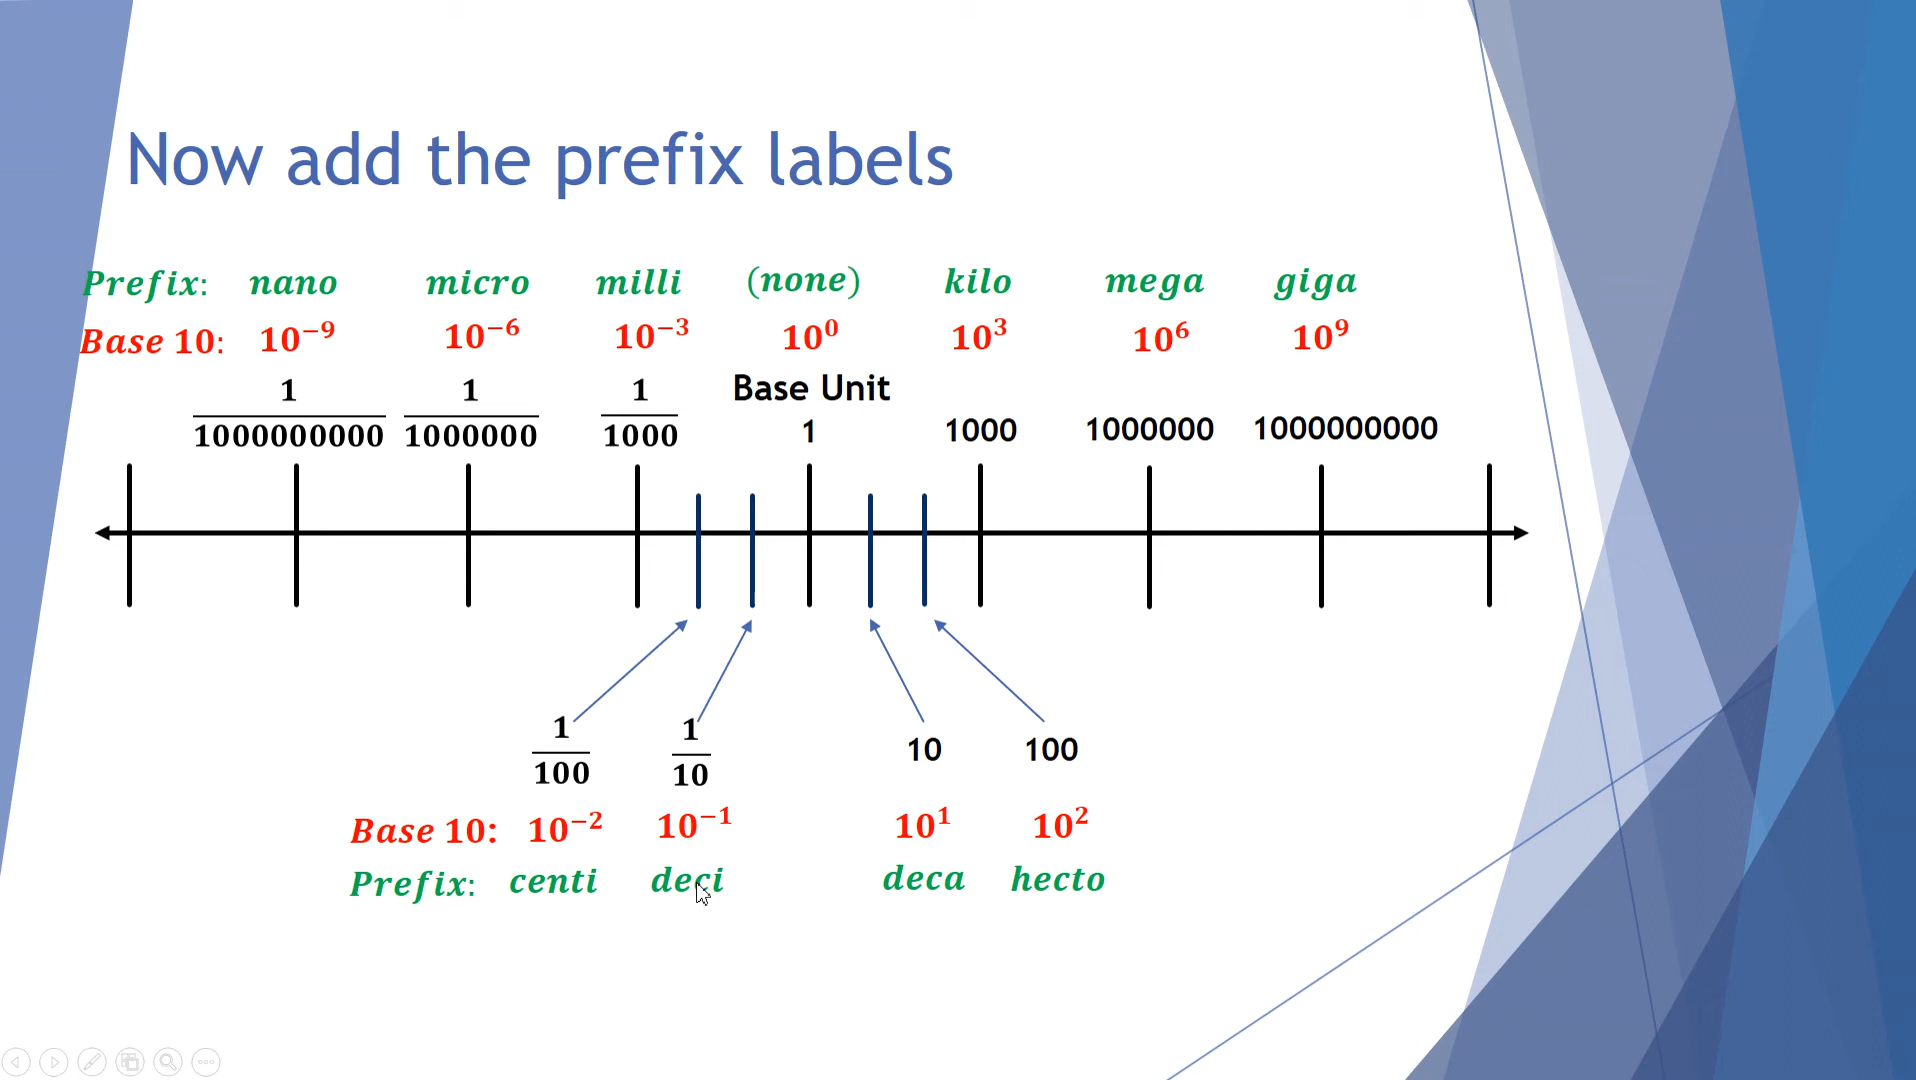 Now add the prefix labels
Prefix: nano micro milli (none) kilo mega giga
Base 10: 10⁻⁹ 10⁻⁶ 10⁻³ 10⁰ 10³ 10⁶ 10⁹
Base Unit
1/1000000000 1/1000000 1/1000 1 1000 1000000 1000000000
1/100 1/10 10 100
Base 10: 10⁻² 10⁻¹ 10¹ 10²
Prefix: centi deci deca hecto